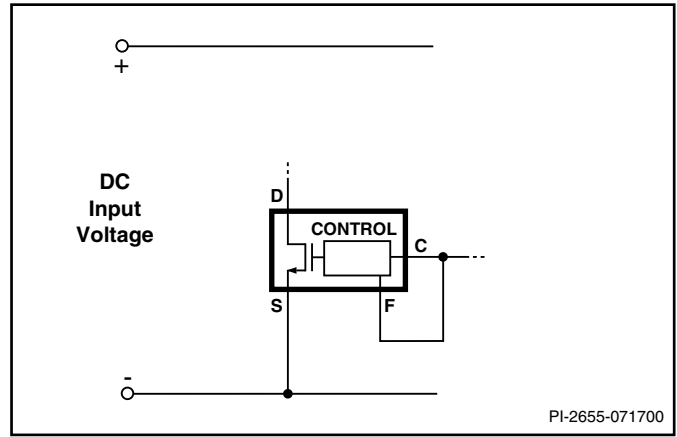 +
DC
Input
Voltage
D
CONTROL
C
S
F
-
PI-2655-071700